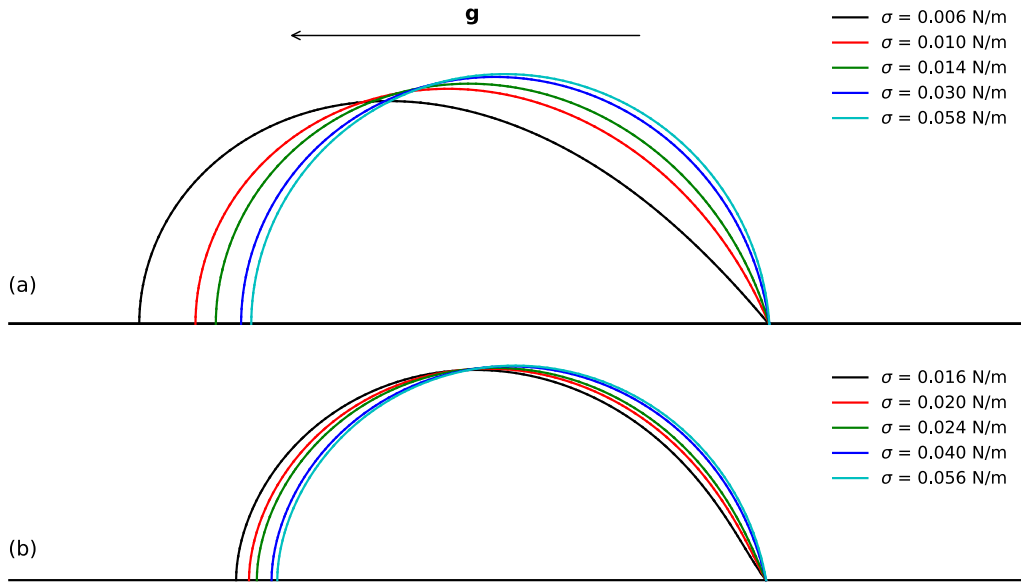 g
σ = 0.006 N/m
σ = 0.010 N/m
σ = 0.014 N/m
σ = 0.030 N/m
σ = 0.058 N/m
(a)
σ = 0.016 N/m
σ = 0.020 N/m
σ = 0.024 N/m
σ = 0.040 N/m
σ = 0.056 N/m
(b)